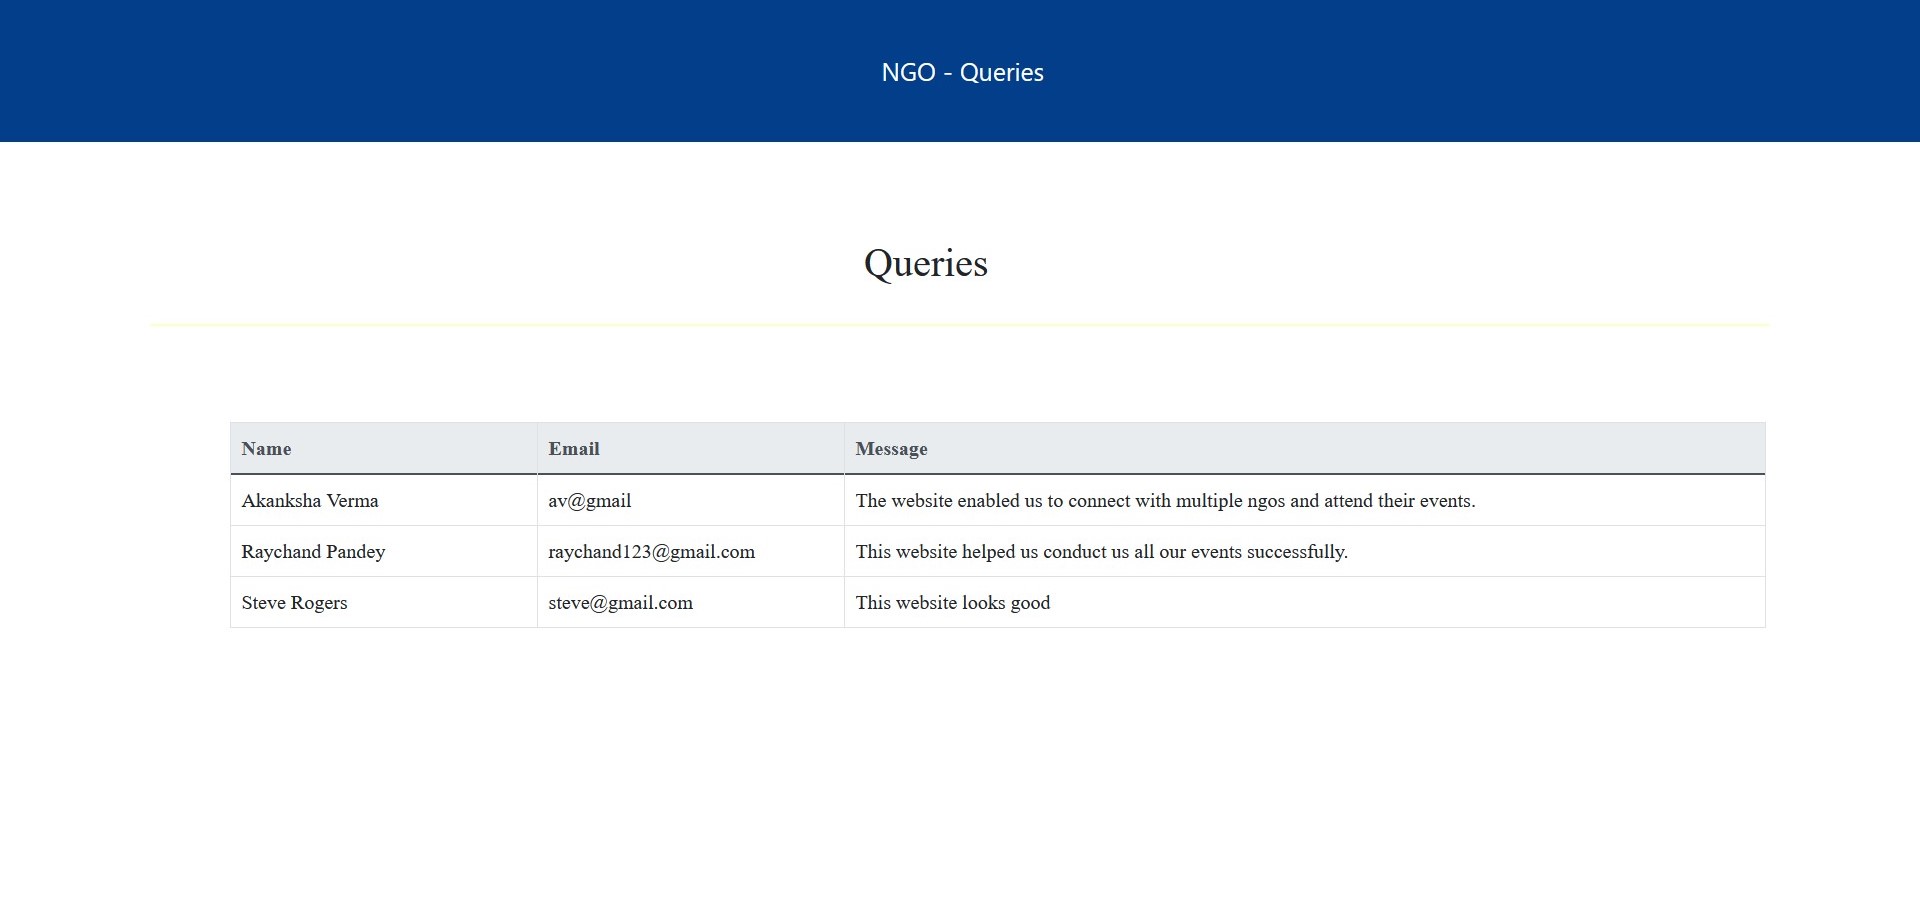 NGO - Queries
Queries
Name Email Message
Akanksha Verma av@gmail The website enabled us to connect with multiple ngos and attend their events.
Raychand Pandey raychand123@gmail.com This website helped us conduct us all our events successfully.
Steve Rogers steve@gmail.com This website looks good